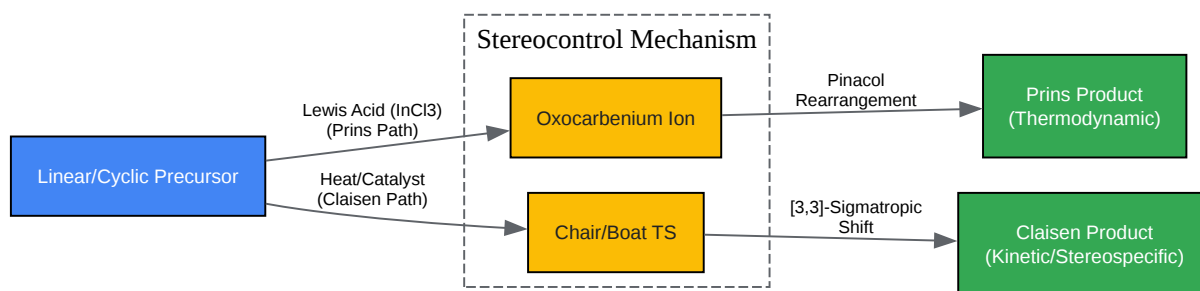 Stereocontrol Mechanism
Linear/Cyclic Precursor
Lewis Acid (InCl3)
(Prins Path)
Oxocarbenium Ion
Pinacol
Rearrangement
Prins Product
(Thermodynamic)
Heat/Catalyst
(Claisen Path)
Chair/Boat TS
[3,3]-Sigmatropic
Shift
Claisen Product
(Kinetic/Stereospecific)